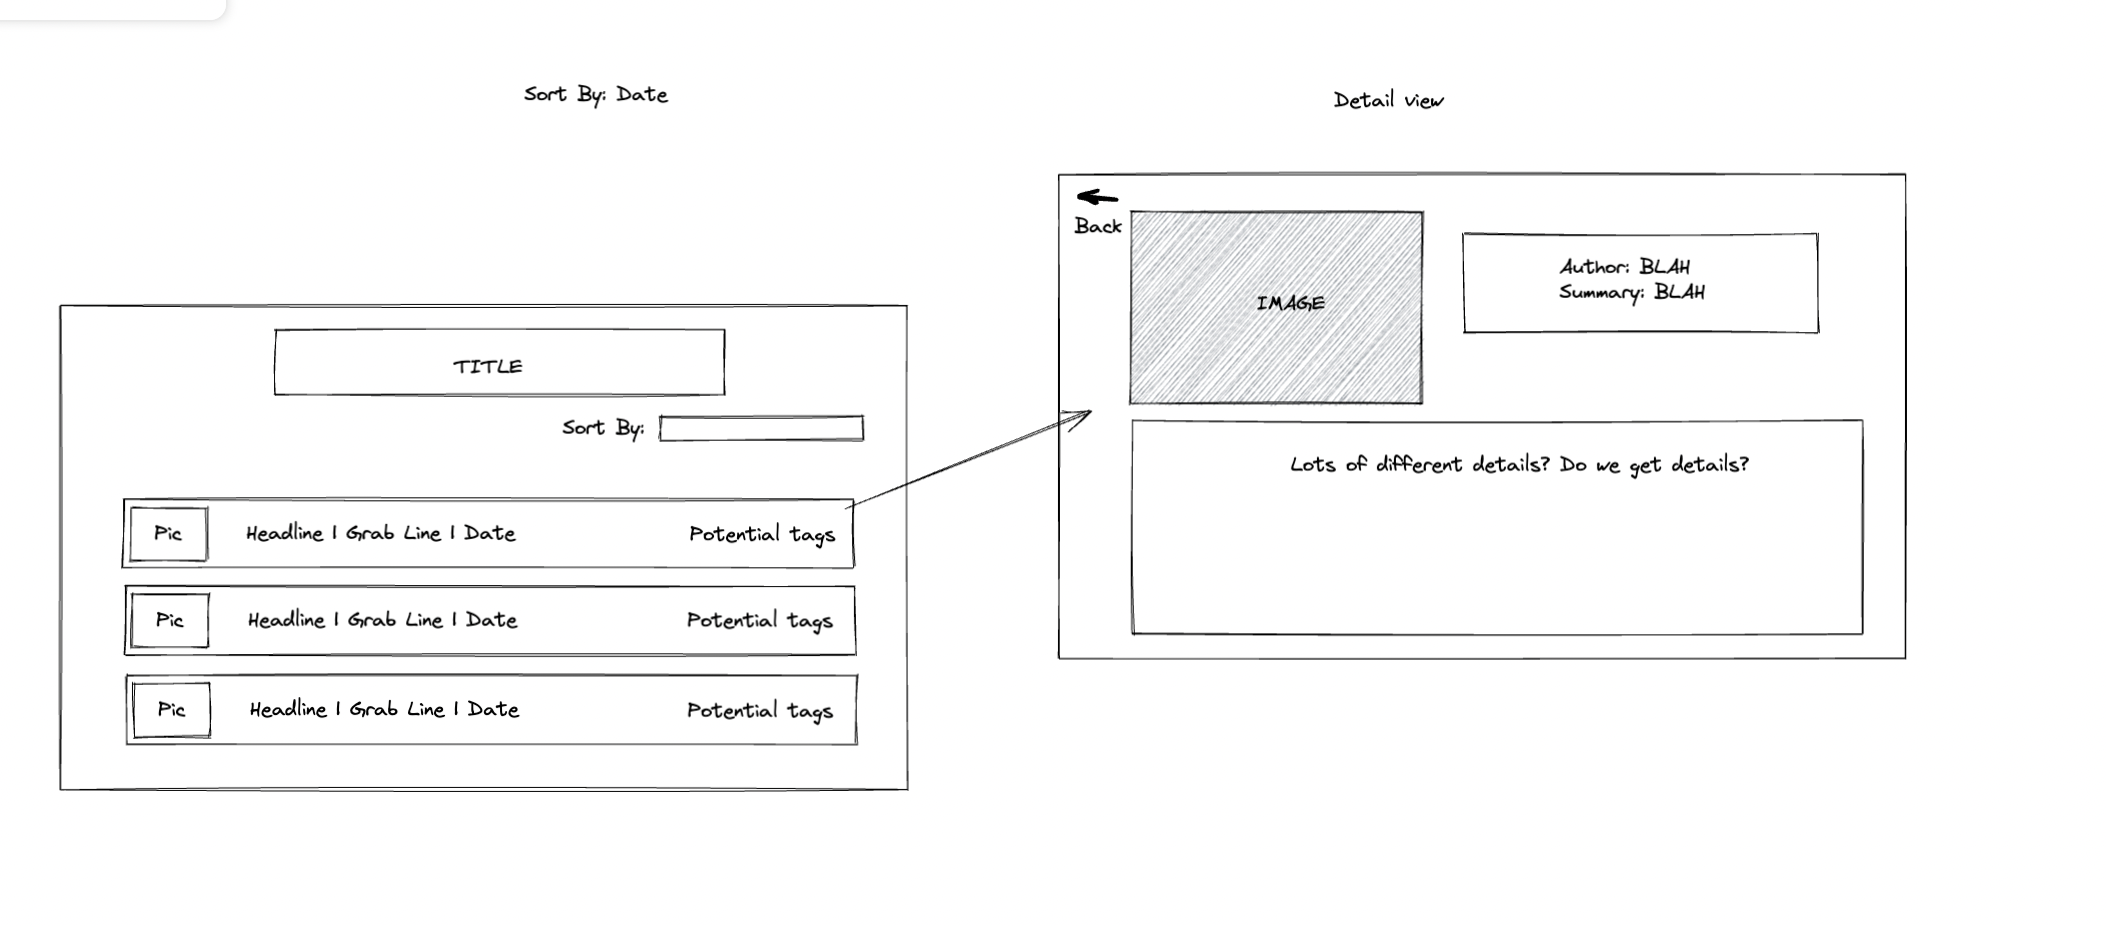 Sort By: Date
TITLE
Sort By:
Pic
Headline | Grab Line | Date
Potential tags
Pic
Headline | Grab Line | Date
Potential tags
Pic
Headline | Grab Line | Date
Potential tags
Detail view
Back
IMAGE
Author: BLAH
Summary: BLAH
Lots of different details? Do we get details?